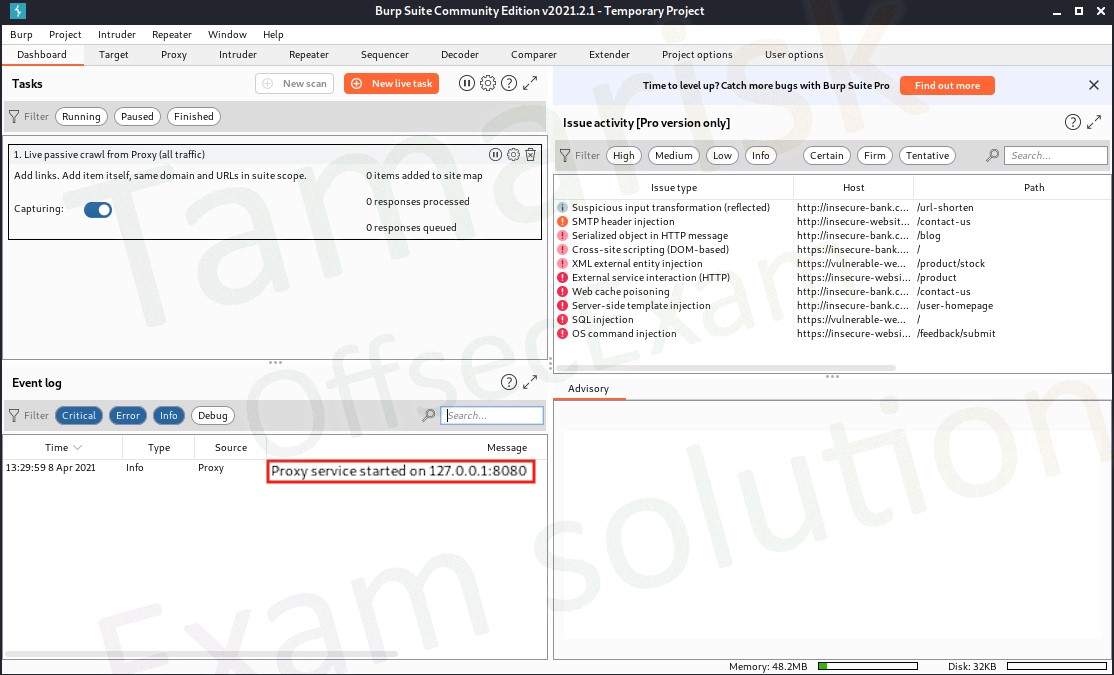 Burp Suite Community Edition v2021.2.1 - Temporary Project
Burp Project Intruder Repeater Window Help
Dashboard Target Proxy Intruder Repeater Sequencer Decoder Comparer Extender Project options User options
Tasks
New scan
New live task
Filter Running Paused Finished
1. Live passive crawl from Proxy (all traffic)
Add links. Add item itself, same domain and URLs in suite scope.
0 items added to site map
Capturing:
0 responses processed
0 responses queued
Event log
Filter Critical Error Info Debug
Search...
Time Type Source Message
13:29:59 8 Apr 2021 Info Proxy Proxy service started on 127.0.0.1:8080
Time to level up? Catch more bugs with Burp Suite Pro
Find out more
Issue activity [Pro version only]
Filter High Medium Low Info Certain Firm Tentative Search...
Issue type Host Path
Suspicious input transformation (reflected) http://insecure-bank.c... /url-shorten
SMTP header injection http://insecure-websit... /contact-us
Serialized object in HTTP message http://insecure-bank.c... /blog
Cross-site scripting (DOM-based) https://insecure-bank.... /
XML external entity injection https://vulnerable-we... /product/stock
External service interaction (HTTP) https://insecure-websi... /product
Web cache poisoning http://insecure-bank.c... /contact-us
Server-side template injection http://insecure-bank.c... /user-homepage
SQL injection https://vulnerable-we... /
OS command injection https://insecure-websi... /feedback/submit
Advisory
Memory: 48.2MB
Disk: 32KB
Tamarisk
OffsecExam
Exam solution